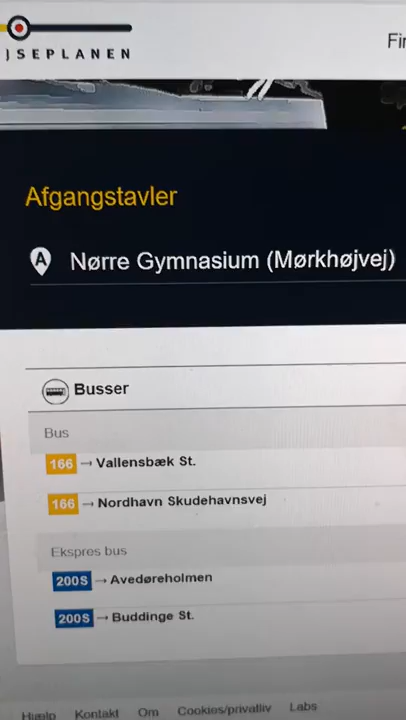 JSEPLANEN
Afgangstavler
A Nørre Gymnasium (Mørkhøjvej)
Busser
Bus
166 → Vallensbæk St.
166 → Nordhavn Skudehavnsvej
Ekspres bus
200S → Avedøreholmen
200S → Buddinge St.
Hjælp Kontakt Om Cookies/privatliv Labs